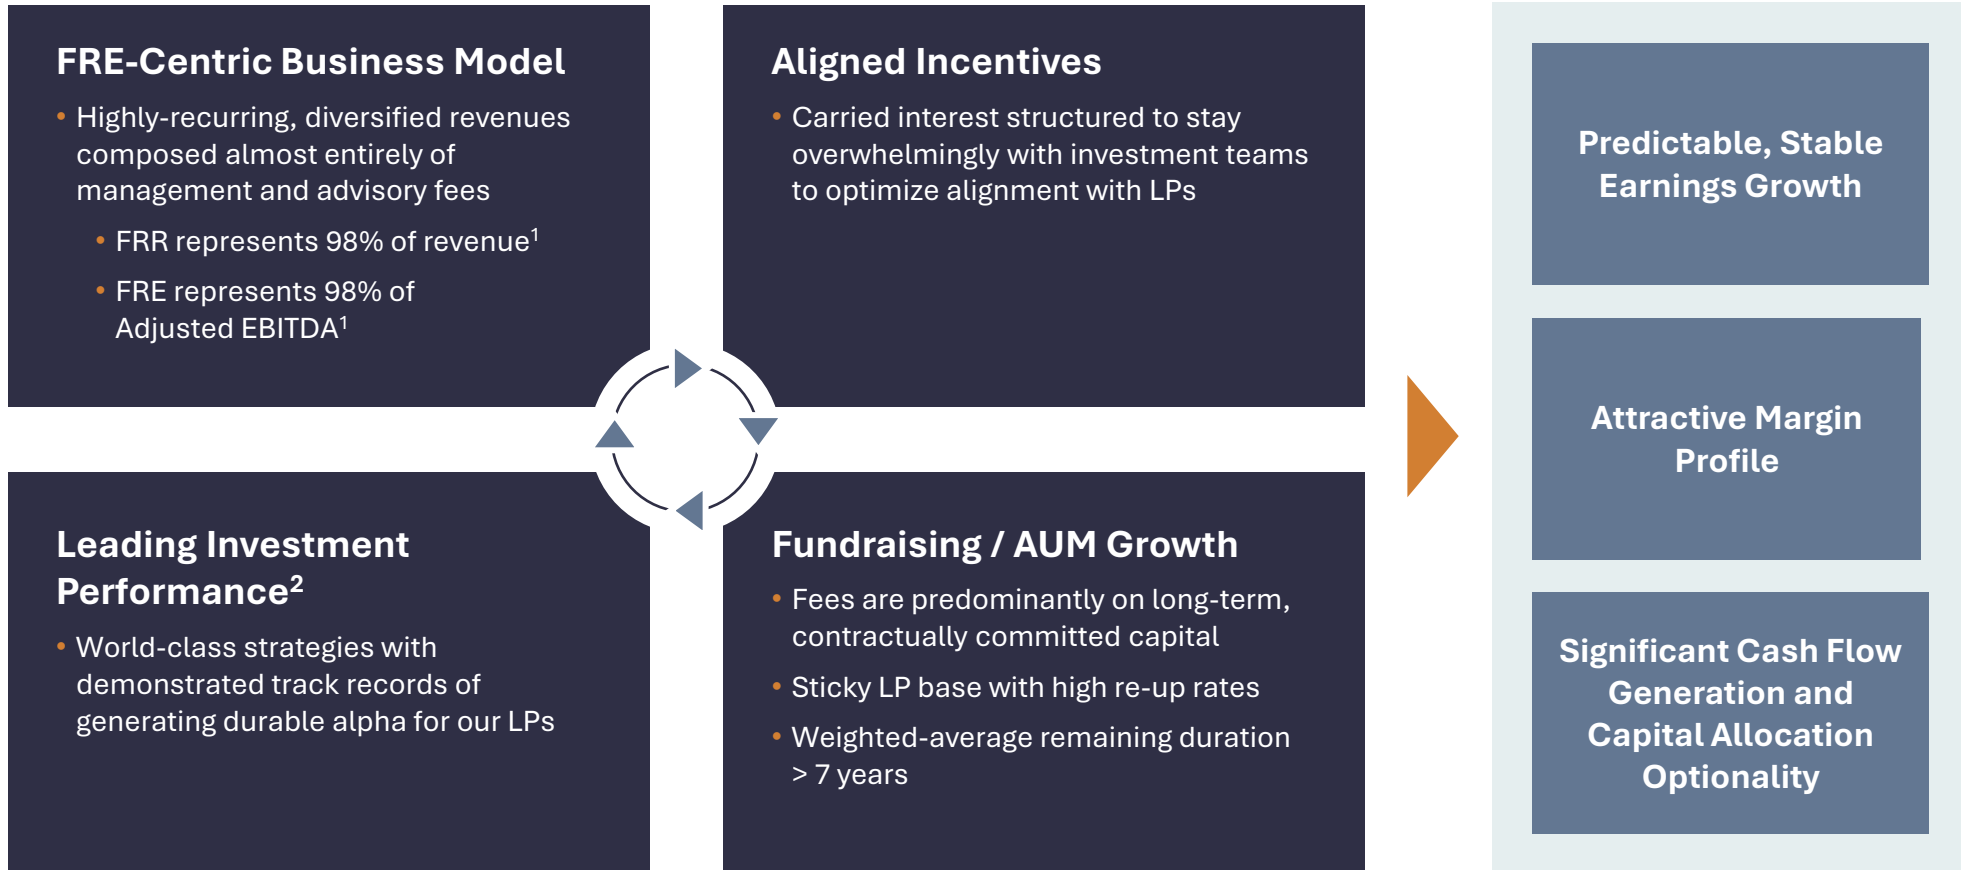 FRE-Centric Business Model
• Highly-recurring, diversified revenues
composed almost entirely of
management and advisory fees
• FRR represents 98% of revenue¹
• FRE represents 98% of
Adjusted EBITDA¹
Aligned Incentives
• Carried interest structured to stay
overwhelmingly with investment teams
to optimize alignment with LPs
Leading Investment
Performance²
• World-class strategies with
demonstrated track records of
generating durable alpha for our LPs
Fundraising / AUM Growth
• Fees are predominantly on long-term,
contractually committed capital
• Sticky LP base with high re-up rates
• Weighted-average remaining duration
> 7 years
Predictable, Stable
Earnings Growth
Attractive Margin
Profile
Significant Cash Flow
Generation and
Capital Allocation
Optionality